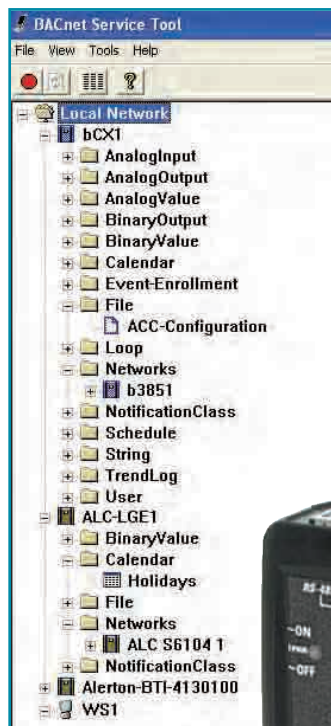 BACnet Service Tool
File View Tools Help
Local Network
bCX1
AnalogInput
AnalogOutput
AnalogValue
BinaryOutput
BinaryValue
Calendar
Event-Enrollment
File
ACC-Configuration
Loop
Networks
b3851
NotificationClass
Schedule
String
TrendLog
User
ALC-LGE1
BinaryValue
Calendar
Holidays
File
Networks
ALC S6104 1
NotificationClass
Alerton-BTI-4130100
WS1
ON
OFF